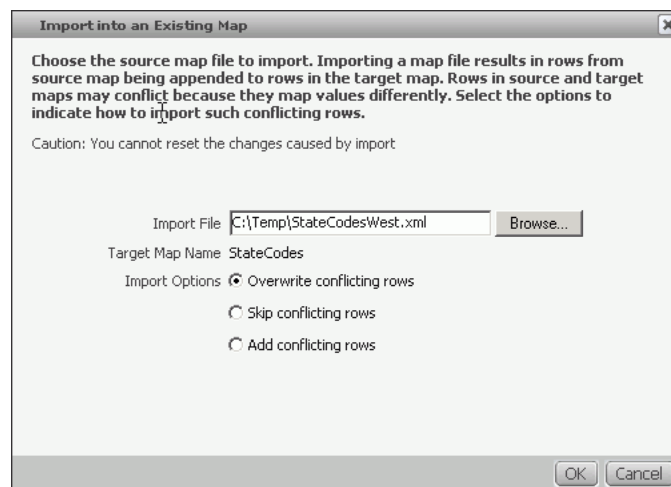 Import into an Existing Map
Choose the source map file to import. Importing a map file results in rows from
source map being appended to rows in the target map. Rows in source and target
maps may conflict because they map values differently. Select the options to
indicate how to import such conflicting rows.
Caution: You cannot reset the changes caused by import
Import File C:\Temp\StateCodesWest.xml Browse...
Target Map Name StateCodes
Import Options Overwrite conflicting rows
Skip conflicting rows
Add conflicting rows
OK Cancel